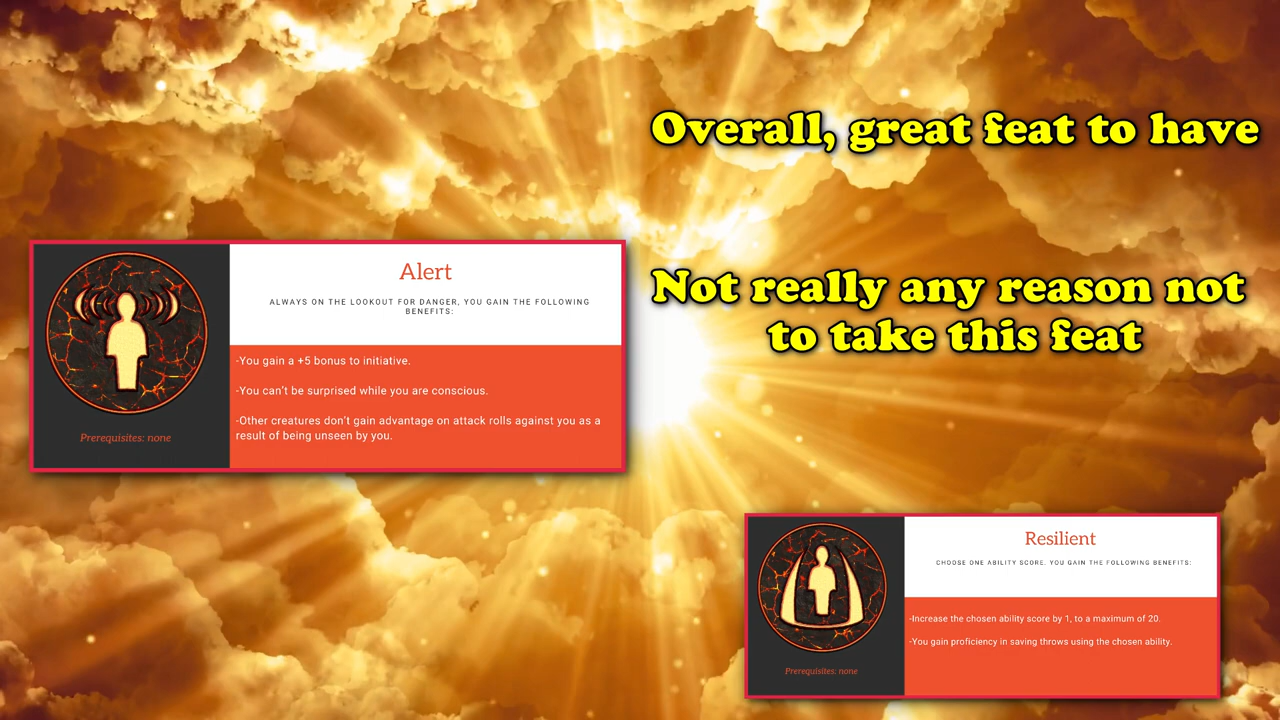 Overall, great feat to have
Not really any reason not
to take this feat
Alert
ALWAYS ON THE LOOKOUT FOR DANGER, YOU GAIN THE FOLLOWING
BENEFITS:
-You gain a +5 bonus to initiative.
-You can't be surprised while you are conscious.
-Other creatures don't gain advantage on attack rolls against you as a
result of being unseen by you.
Prerequisites: none
Resilient
CHOOSE ONE ABILITY SCORE. YOU GAIN THE FOLLOWING BENEFITS:
-Increase the chosen ability score by 1, to a maximum of 20.
-You gain proficiency in saving throws using the chosen ability.
Prerequisites: none